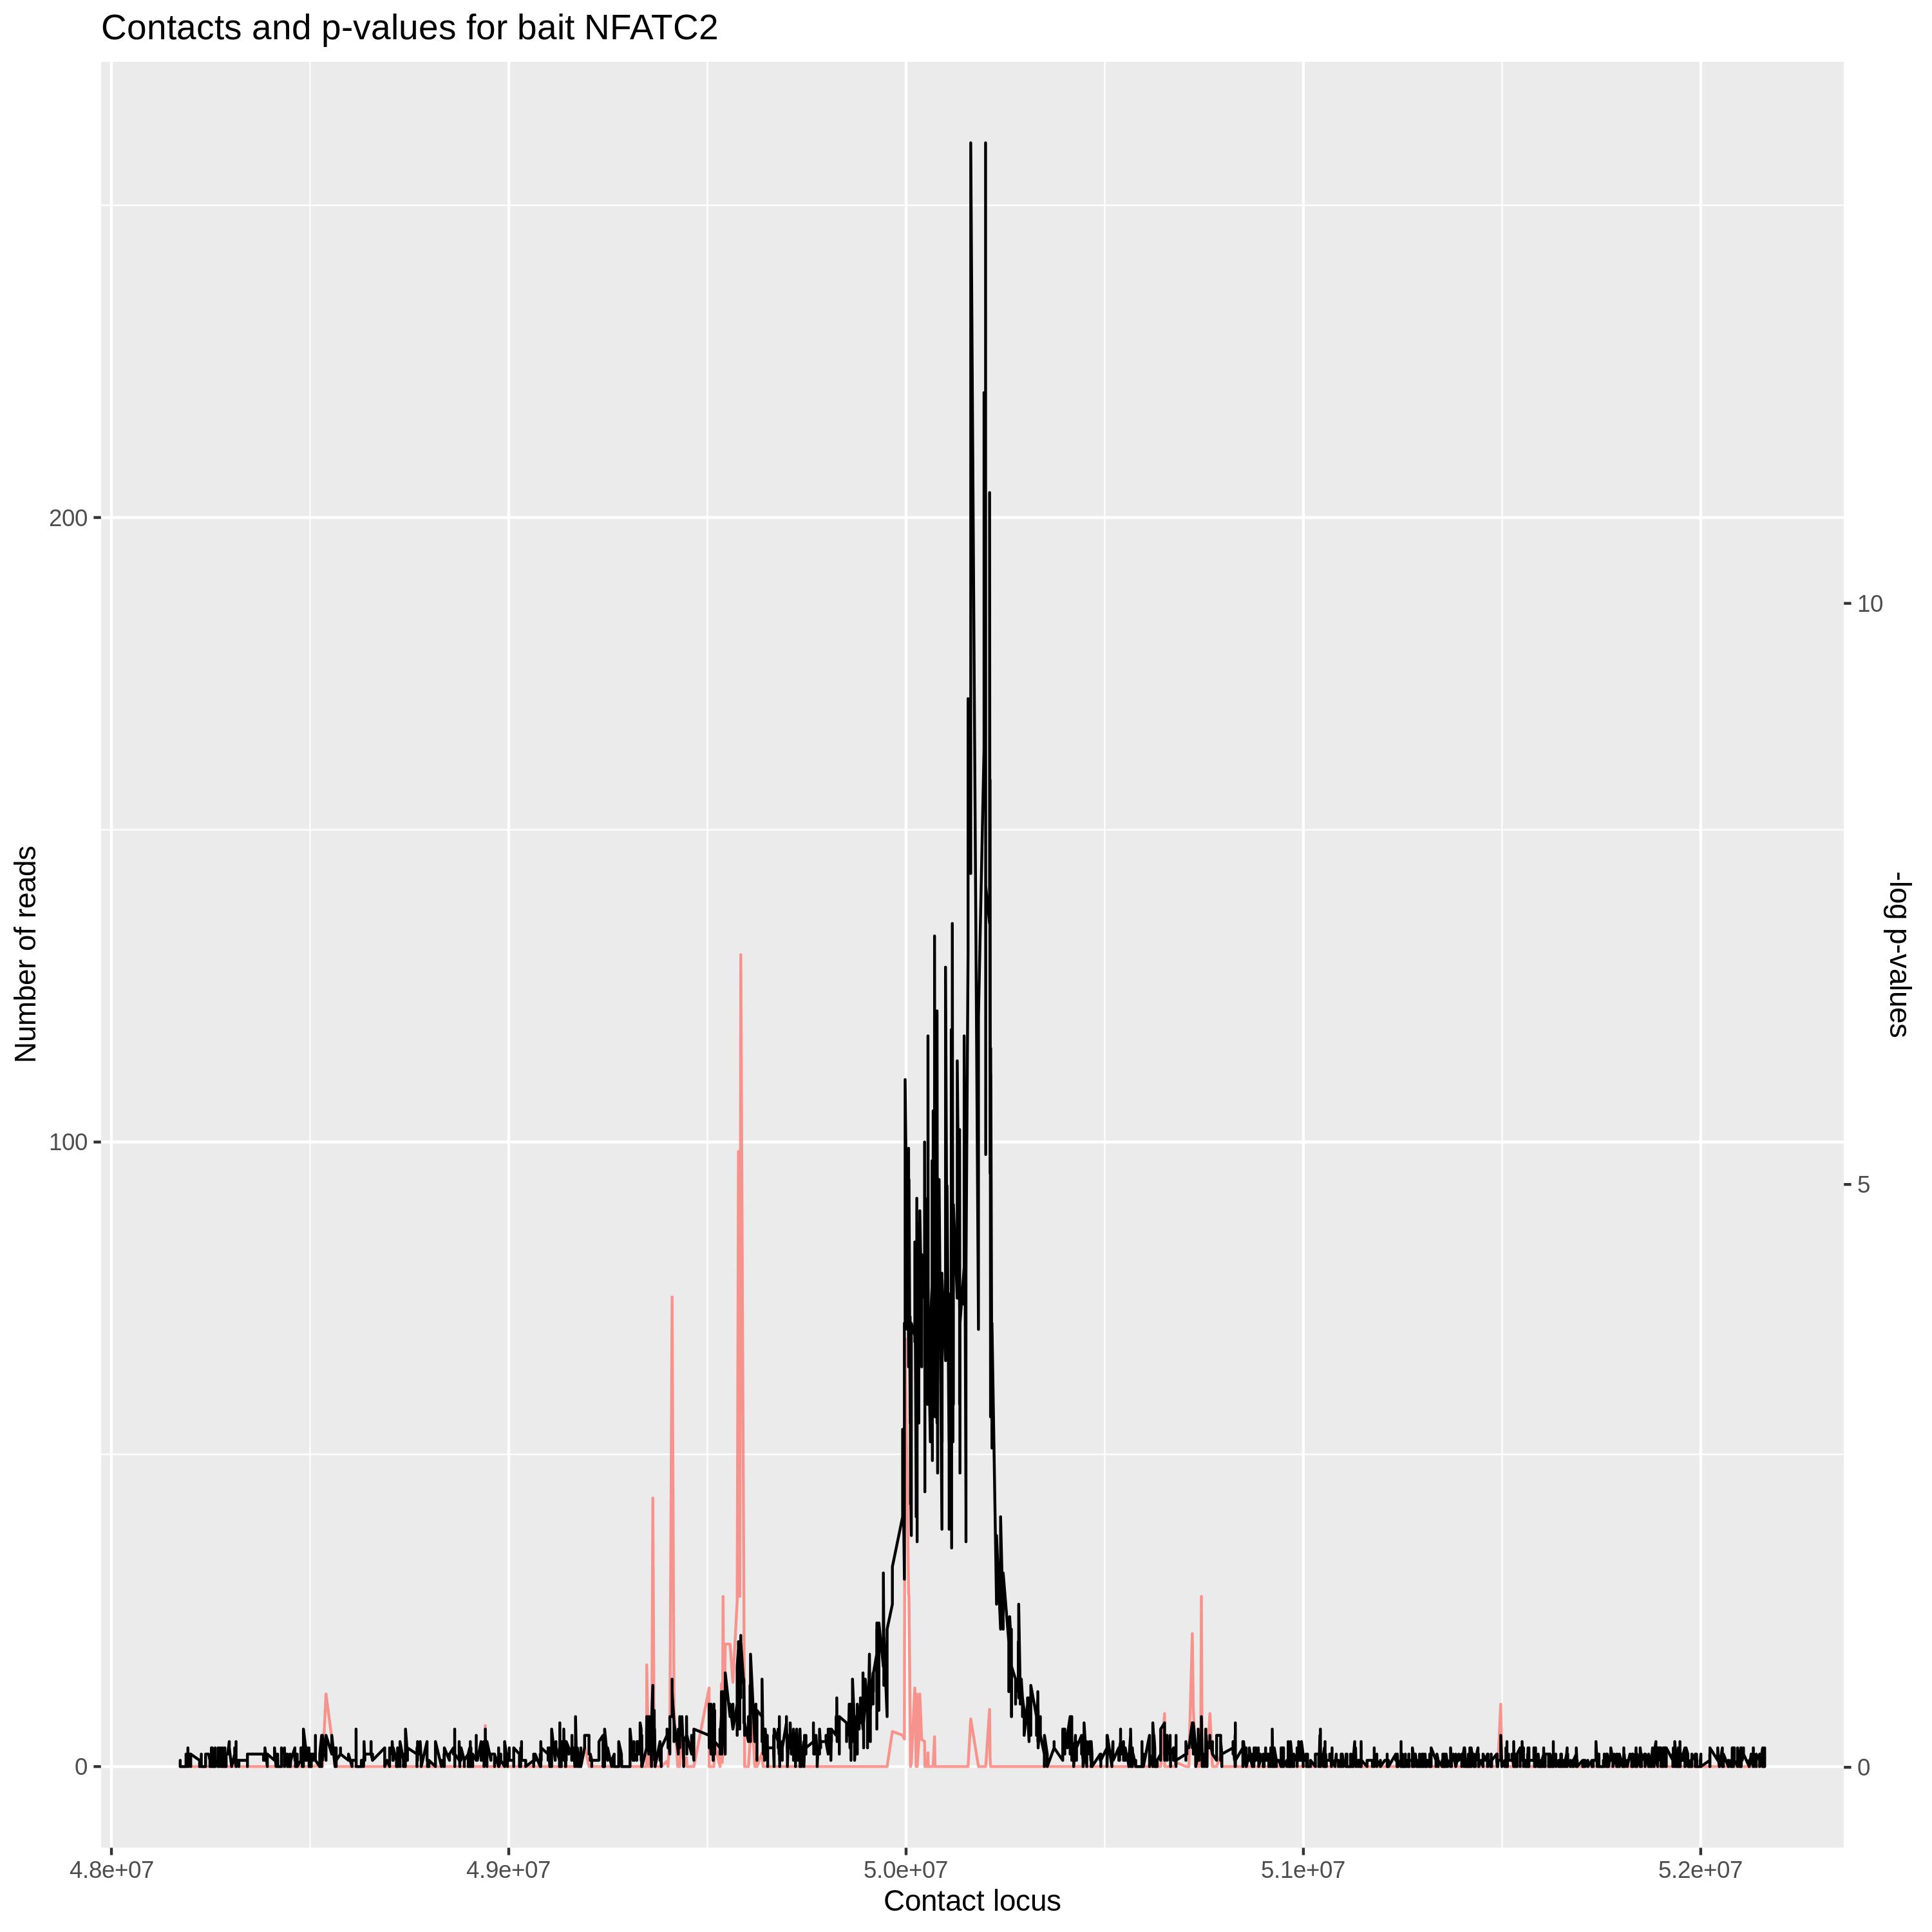 Contacts and p-values for bait NFATC2
Number of reads
200
100
0
10
5
0
-log p-values
4.8e+07 4.9e+07 5.0e+07 5.1e+07 5.2e+07
Contact locus